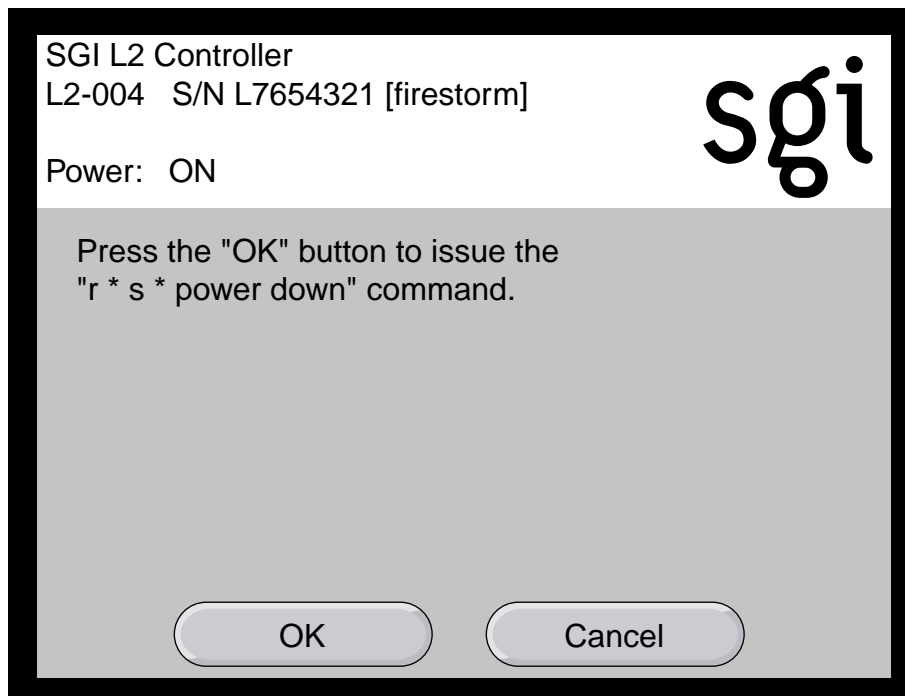 SGI L2 Controller
L2-004 S/N L7654321 [firestorm]
sgi
Power: ON
Press the "OK" button to issue the
"r * s * power down" command.
OK
Cancel